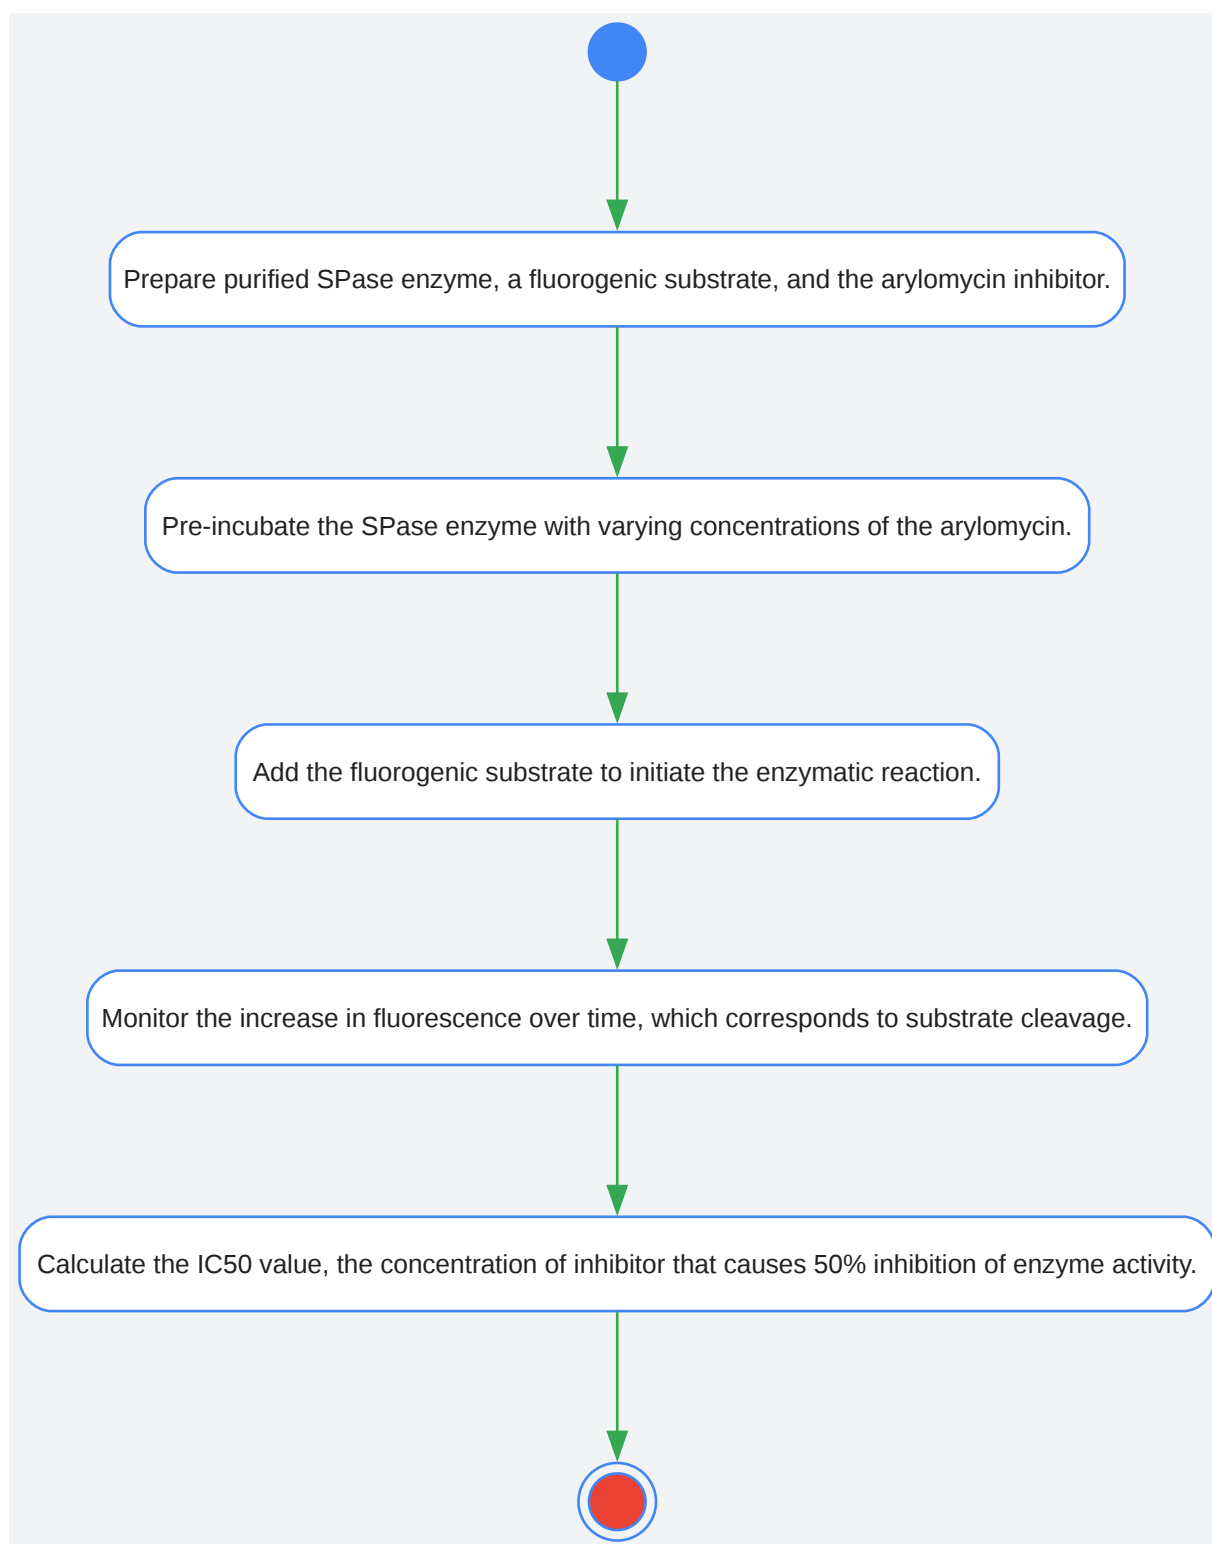 Prepare purified SPase enzyme, a fluorogenic substrate, and the arylomycin inhibitor.
Pre-incubate the SPase enzyme with varying concentrations of the arylomycin.
Add the fluorogenic substrate to initiate the enzymatic reaction.
Monitor the increase in fluorescence over time, which corresponds to substrate cleavage.
Calculate the IC50 value, the concentration of inhibitor that causes 50% inhibition of enzyme activity.